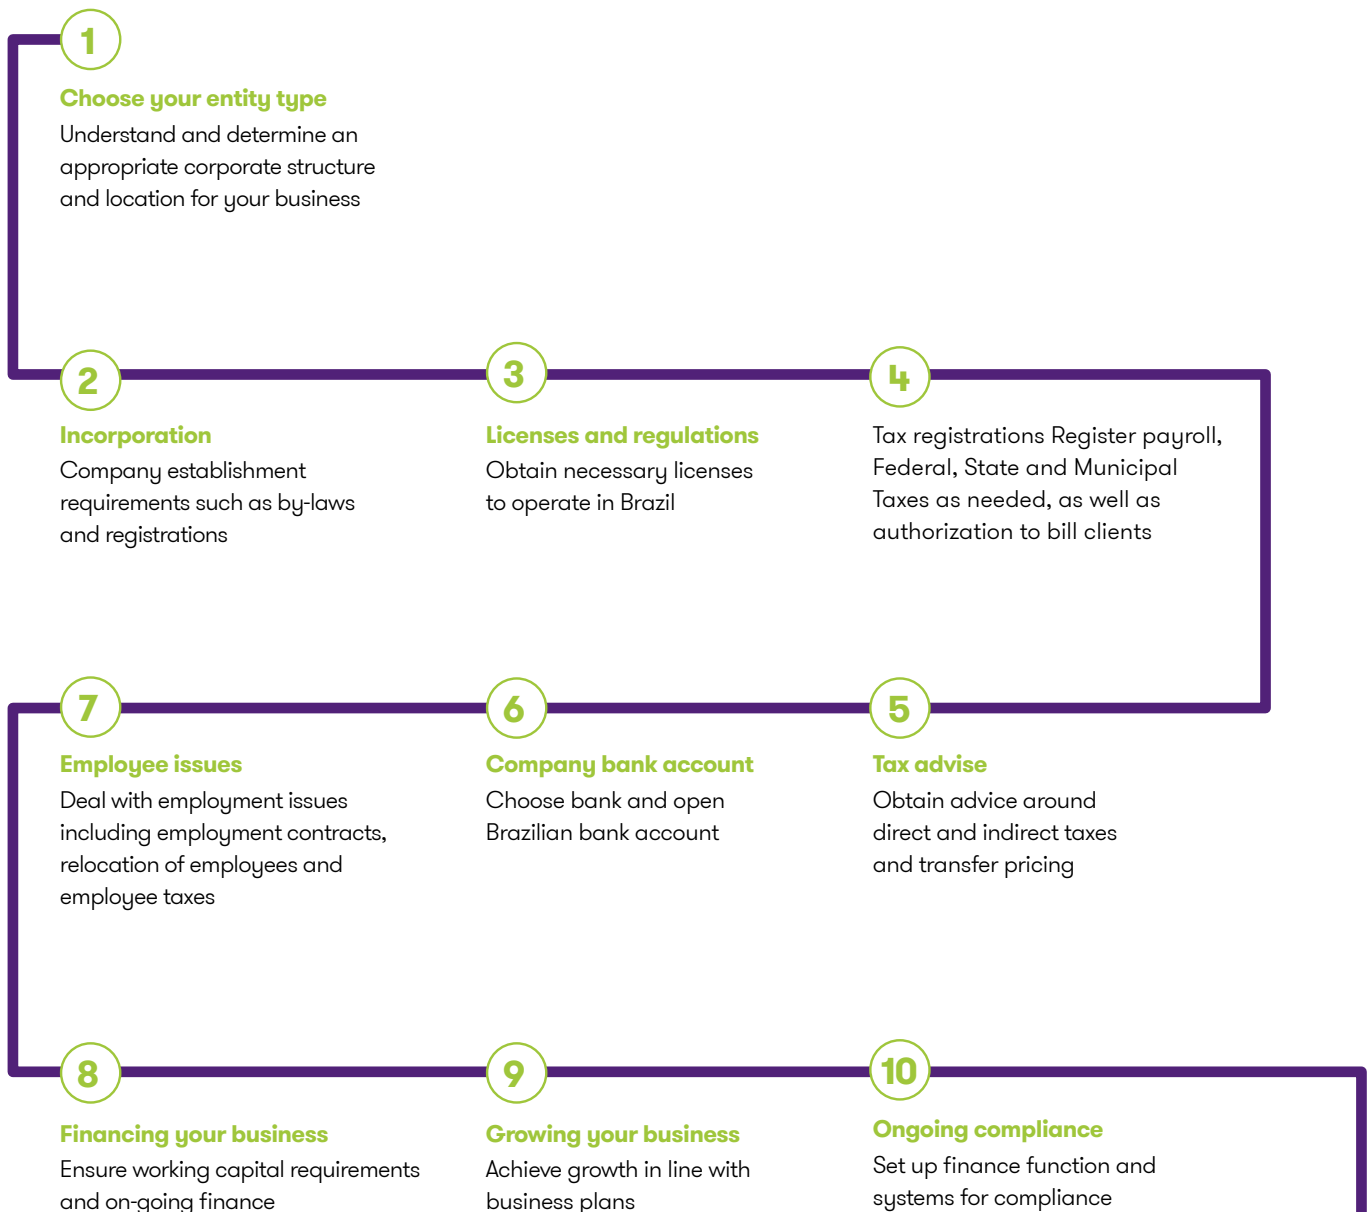 1
Choose your entity type
Understand and determine an
appropriate corporate structure
and location for your business
2
Incorporation
Company establishment
requirements such as by-laws
and registrations
3
Licenses and regulations
Obtain necessary licenses
to operate in Brazil
4
Tax registrations Register payroll,
Federal, State and Municipal
Taxes as needed, as well as
authorization to bill clients
5
Tax advise
Obtain advice around
direct and indirect taxes
and transfer pricing
6
Company bank account
Choose bank and open
Brazilian bank account
7
Employee issues
Deal with employment issues
including employment contracts,
relocation of employees and
employee taxes
8
Financing your business
Ensure working capital requirements
and on-going finance
9
Growing your business
Achieve growth in line with
business plans
10
Ongoing compliance
Set up finance function and
systems for compliance